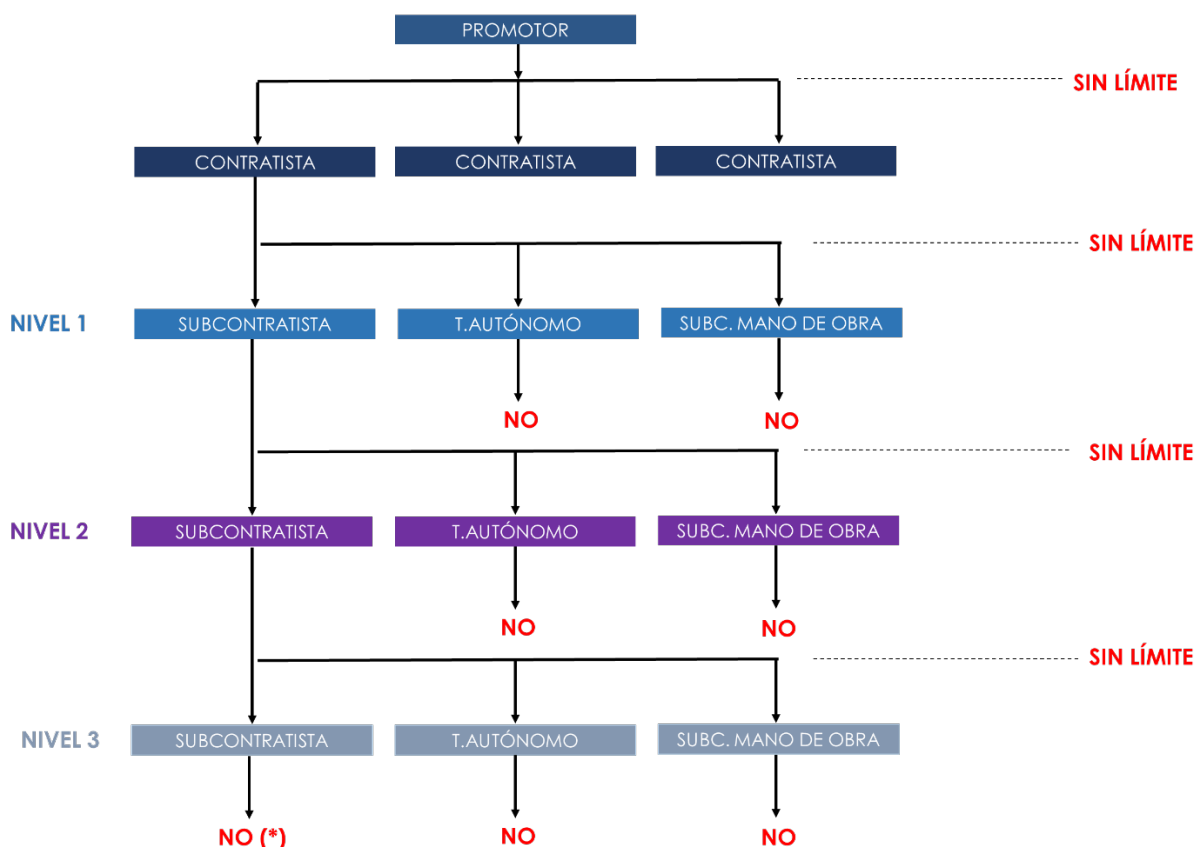 PROMOTOR
SIN LÍMITE
CONTRATISTA CONTRATISTA CONTRATISTA
SIN LÍMITE
NIVEL 1 SUBCONTRATISTA T.AUTÓNOMO SUBC. MANO DE OBRA
NO NO
SIN LÍMITE
NIVEL 2 SUBCONTRATISTA T.AUTÓNOMO SUBC. MANO DE OBRA
NO NO
SIN LÍMITE
NIVEL 3 SUBCONTRATISTA T.AUTÓNOMO SUBC. MANO DE OBRA
NO (*) NO NO